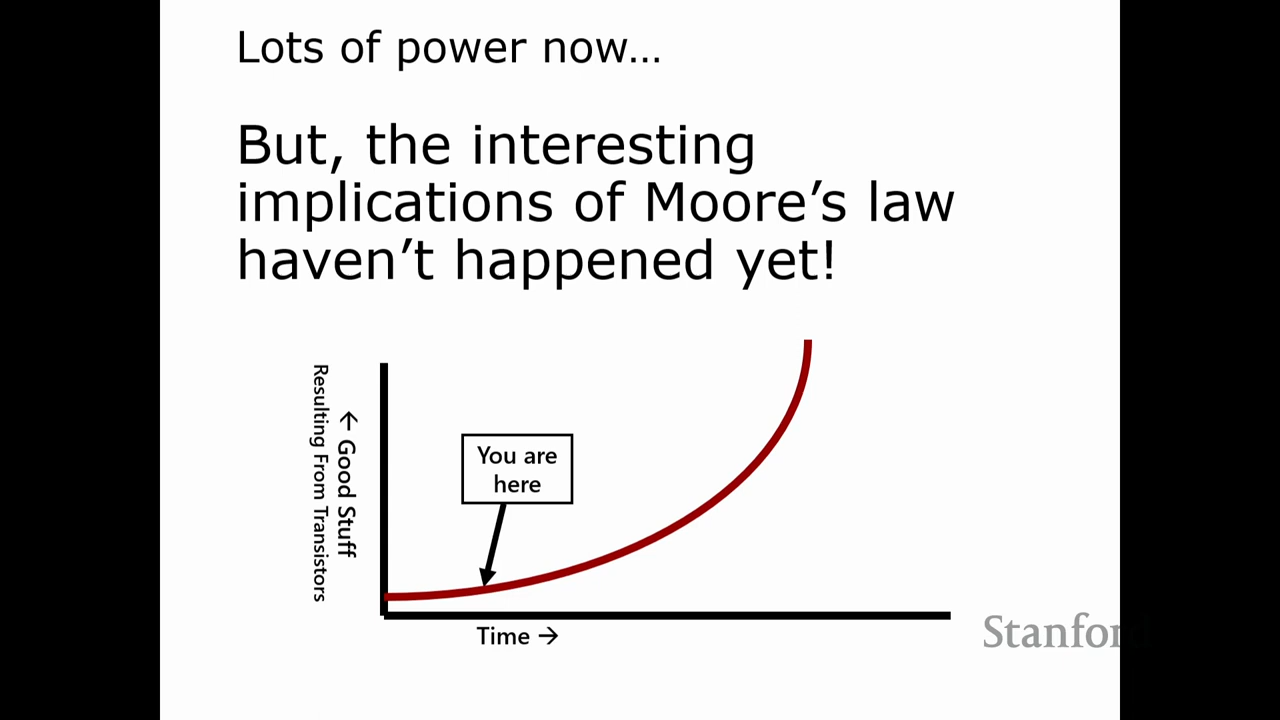 Lots of power now…
But, the interesting
implications of Moore’s law
haven’t happened yet!
← Good Stuff
Resulting From Transistors
You are
here
Time →
Stanford